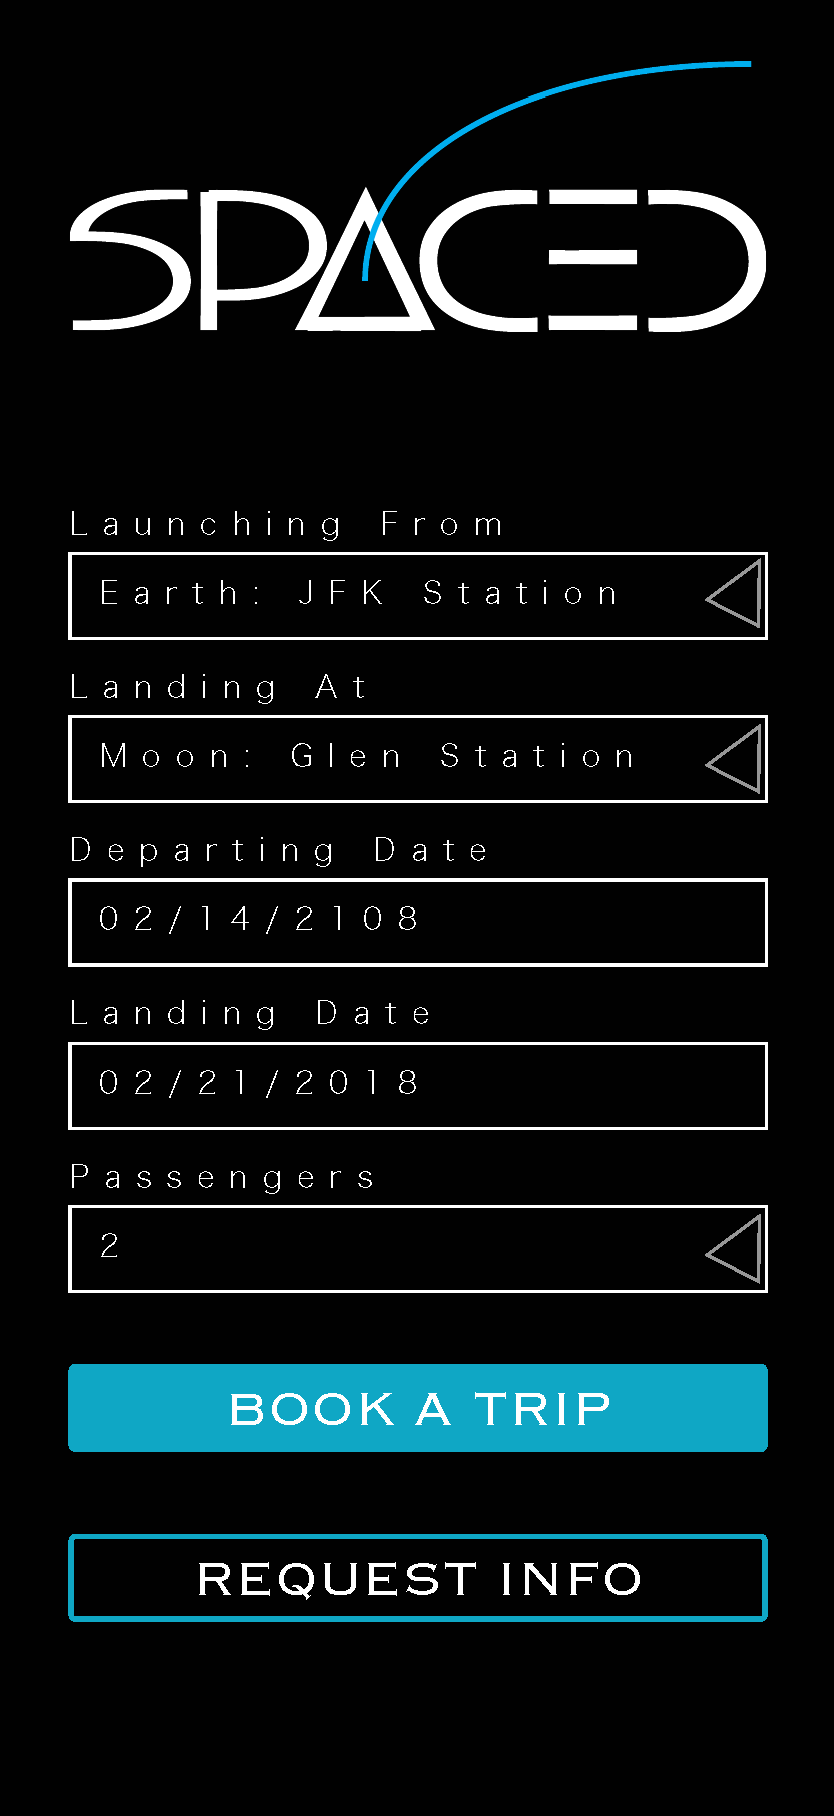 SPACED
Launching From
Earth: JFK Station
Landing At
Moon: Glen Station
Departing Date
02/14/2108
Landing Date
02/21/2018
Passengers
2
BOOK A TRIP
REQUEST INFO